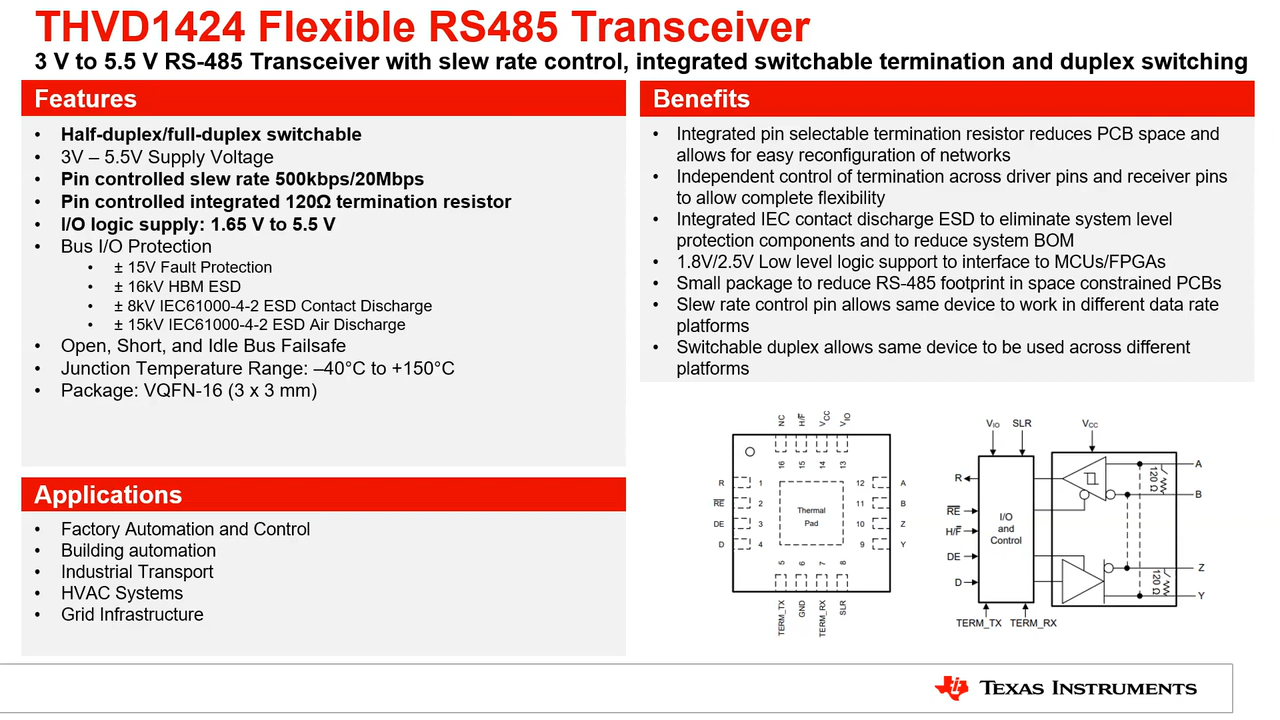 THVD1424 Flexible RS485 Transceiver
3 V to 5.5 V RS-485 Transceiver with slew rate control, integrated switchable termination and duplex switching
Features
• Half-duplex/full-duplex switchable
• 3V – 5.5V Supply Voltage
• Pin controlled slew rate 500kbps/20Mbps
• Pin controlled integrated 120Ω termination resistor
• I/O logic supply: 1.65 V to 5.5 V
• Bus I/O Protection
• ± 15V Fault Protection
• ± 16kV HBM ESD
• ± 8kV IEC61000-4-2 ESD Contact Discharge
• ± 15kV IEC61000-4-2 ESD Air Discharge
• Open, Short, and Idle Bus Failsafe
• Junction Temperature Range: –40°C to +150°C
• Package: VQFN-16 (3 x 3 mm)
Applications
• Factory Automation and Control
• Building automation
• Industrial Transport
• HVAC Systems
• Grid Infrastructure
Benefits
• Integrated pin selectable termination resistor reduces PCB space and
allows for easy reconfiguration of networks
• Independent control of termination across driver pins and receiver pins
to allow complete flexibility
• Integrated IEC contact discharge ESD to eliminate system level
protection components and to reduce system BOM
• 1.8V/2.5V Low level logic support to interface to MCUs/FPGAs
• Small package to reduce RS-485 footprint in space constrained PCBs
• Slew rate control pin allows same device to work in different data rate
platforms
• Switchable duplex allows same device to be used across different
platforms
NC H/F̅ VCC VIO
16 15 14 13
R 1 12 A
R̅E̅ 2 11 B
DE 3 10 Z
D 4 9 Y
Thermal
Pad
5 6 7 8
TERM_TX GND TERM_RX SLR
VIO SLR VCC
R
R̅E̅
H/F̅
DE
D
I/O
and
Control
TERM_TX TERM_RX
120 Ω
120 Ω
A
B
Z
Y
TEXAS INSTRUMENTS